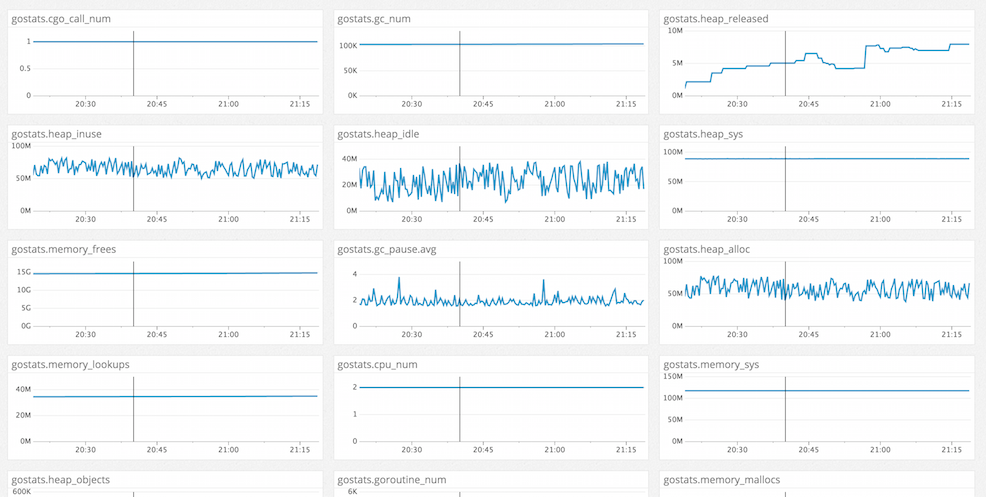 gostats.cgo_call_num
1
0.5
0
20:30 20:45 21:00 21:15
gostats.gc_num
100K
50K
0K
20:30 20:45 21:00 21:15
gostats.heap_released
10M
5M
0M
20:30 20:45 21:00 21:15
gostats.heap_inuse
100M
50M
0M
20:30 20:45 21:00 21:15
gostats.heap_idle
40M
20M
0M
20:30 20:45 21:00 21:15
gostats.heap_sys
100M
50M
0M
20:30 20:45 21:00 21:15
gostats.memory_frees
15G
10G
5G
0G
20:30 20:45 21:00 21:15
gostats.gc_pause.avg
4
2
0
20:30 20:45 21:00 21:15
gostats.heap_alloc
100M
50M
0M
20:30 20:45 21:00 21:15
gostats.memory_lookups
40M
20M
0M
20:30 20:45 21:00 21:15
gostats.cpu_num
2
1
0
20:30 20:45 21:00 21:15
gostats.memory_sys
150M
100M
50M
0M
20:30 20:45 21:00 21:15
gostats.heap_objects
600K
gostats.goroutine_num
6K
gostats.memory_mallocs